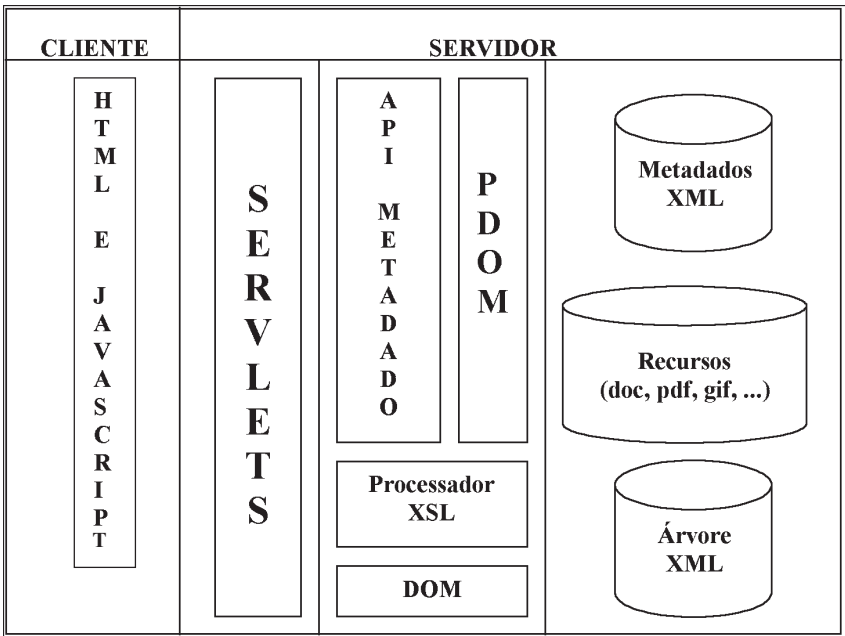 CLIENTE
SERVIDOR
HTML E JAVASCRIPT
SERVLETS
API METADADO
PDOM
Processador
XSL
DOM
Metadados
XML
Recursos
(doc, pdf, gif, ...)
Árvore
XML